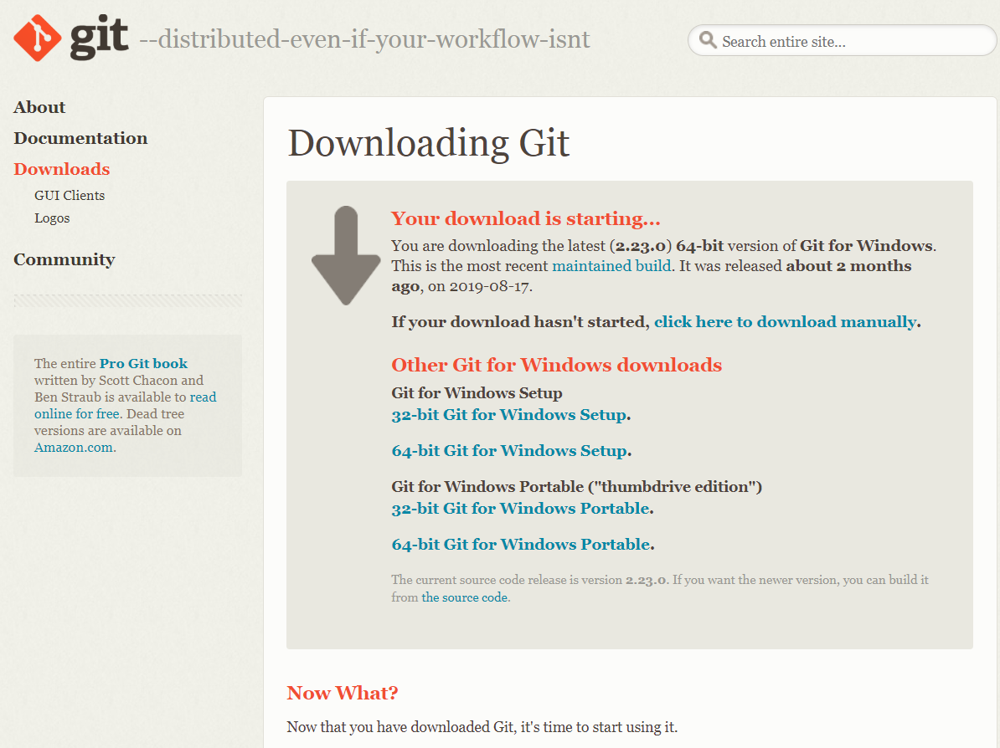 git --distributed-even-if-your-workflow-isnt
Search entire site...
About
Documentation
Downloads
GUI Clients
Logos
Community
The entire Pro Git book
written by Scott Chacon and
Ben Straub is available to read
online for free. Dead tree
versions are available on
Amazon.com.
Downloading Git
Your download is starting...
You are downloading the latest (2.23.0) 64-bit version of Git for Windows.
This is the most recent maintained build. It was released about 2 months
ago, on 2019-08-17.
If your download hasn't started, click here to download manually.
Other Git for Windows downloads
Git for Windows Setup
32-bit Git for Windows Setup.
64-bit Git for Windows Setup.
Git for Windows Portable ("thumbdrive edition")
32-bit Git for Windows Portable.
64-bit Git for Windows Portable.
The current source code release is version 2.23.0. If you want the newer version, you can build it
from the source code.
Now What?
Now that you have downloaded Git, it's time to start using it.